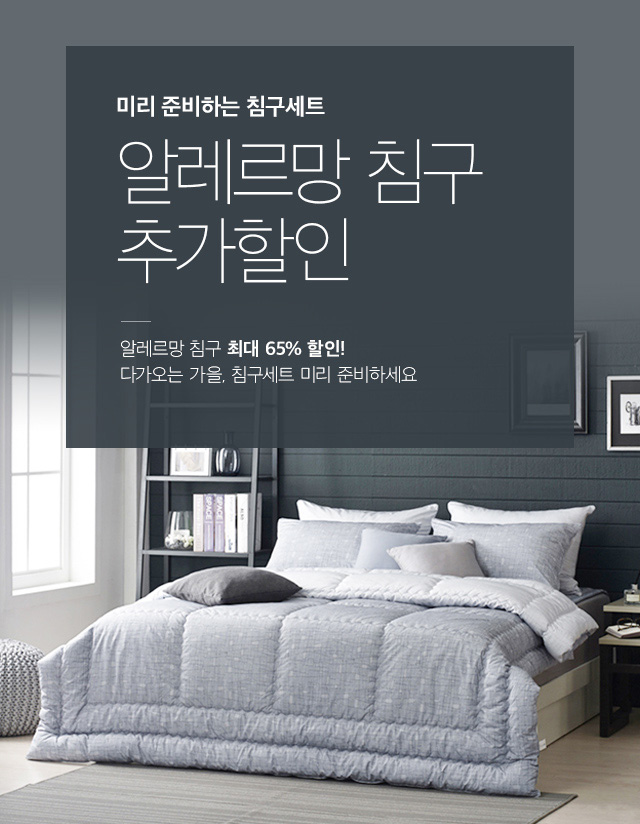 미리 준비하는 침구세트
알레르망 침구
추가할인
알레르망 침구 최대 65% 할인!
다가오는 가을, 침구세트 미리 준비하세요